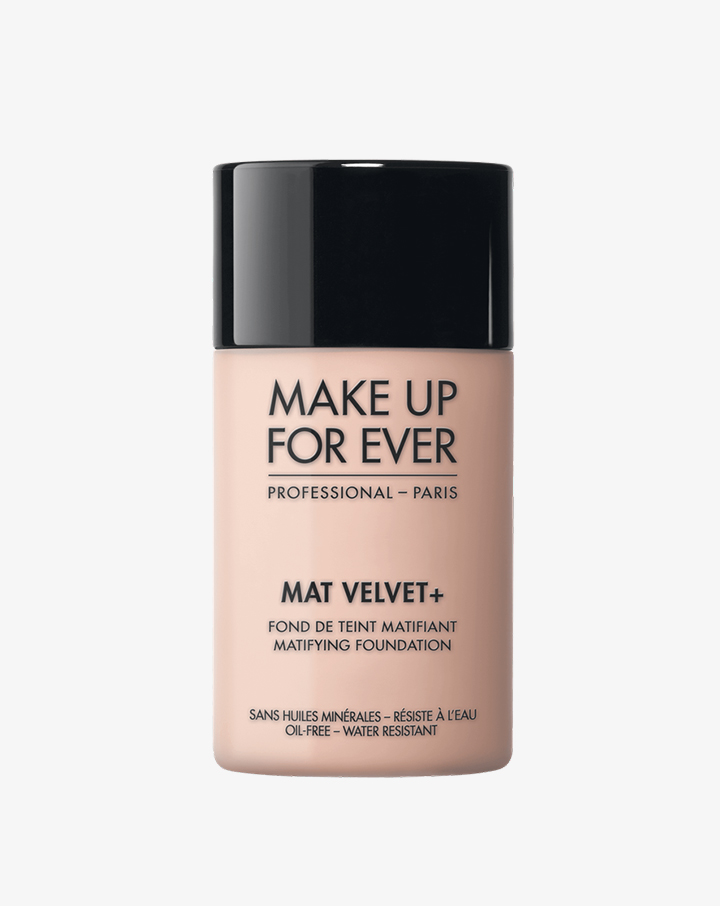 MAKE UP
FOR EVER
PROFESSIONAL – PARIS
MAT VELVET+
FOND DE TEINT MATIFIANT
MATIFYING FOUNDATION
SANS HUILES MINÉRALES – RÉSISTE À L'EAU
OIL-FREE – WATER RESISTANT